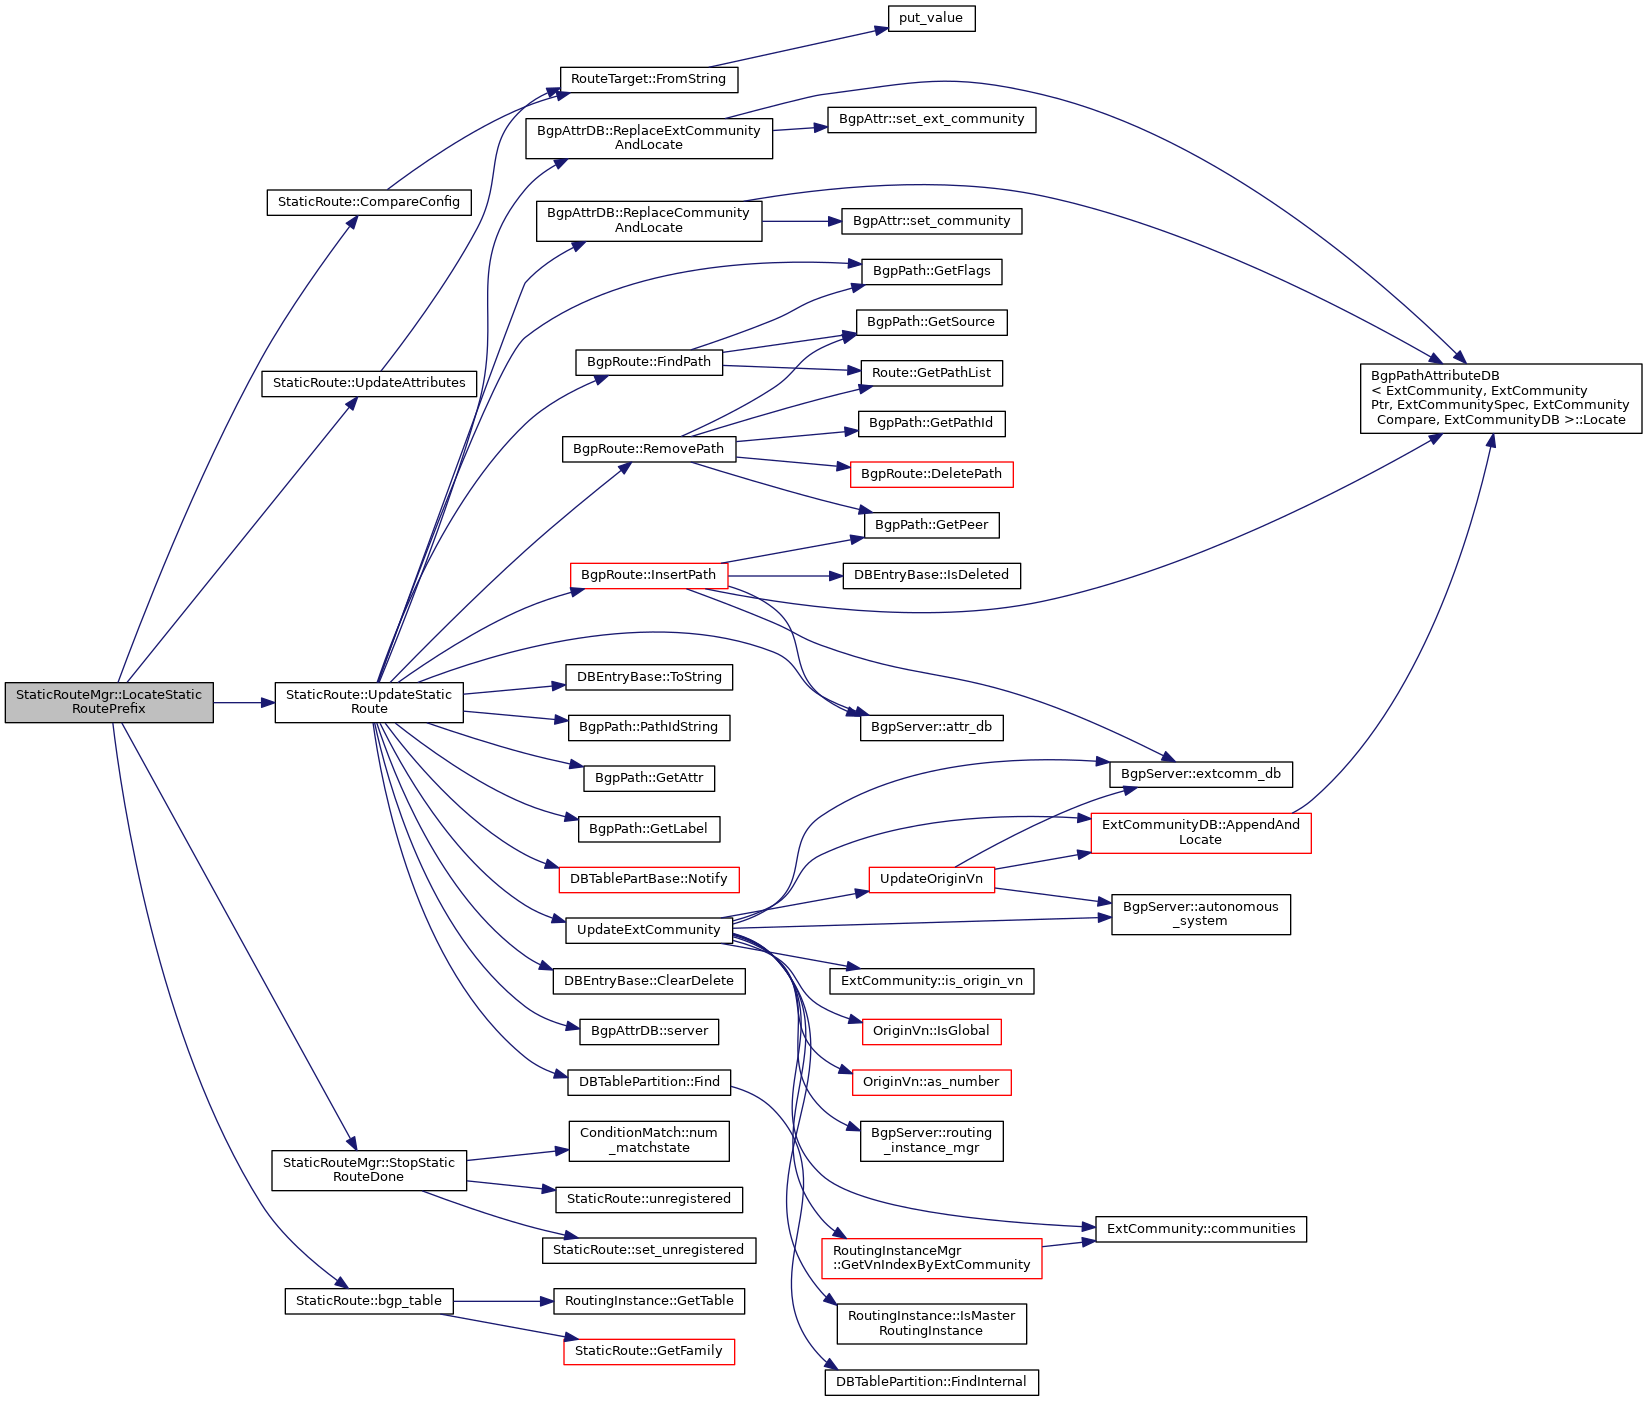 put_value
RouteTarget::FromString
BgpAttrDB::ReplaceExtCommunity
AndLocate
BgpAttr::set_ext_community
StaticRoute::CompareConfig
BgpAttrDB::ReplaceCommunity
AndLocate
BgpAttr::set_community
BgpPath::GetFlags
BgpPath::GetSource
BgpRoute::FindPath
Route::GetPathList
StaticRoute::UpdateAttributes
BgpPathAttributeDB
< ExtCommunity, ExtCommunity
Ptr, ExtCommunitySpec, ExtCommunity
Compare, ExtCommunityDB >::Locate
BgpPath::GetPathId
BgpRoute::RemovePath
BgpRoute::DeletePath
BgpPath::GetPeer
BgpRoute::InsertPath
DBEntryBase::IsDeleted
DBEntryBase::ToString
StaticRouteMgr::LocateStatic
RoutePrefix
StaticRoute::UpdateStatic
Route
BgpPath::PathIdString
BgpServer::attr_db
BgpPath::GetAttr
BgpServer::extcomm_db
BgpPath::GetLabel
ExtCommunityDB::AppendAnd
Locate
DBTablePartBase::Notify
UpdateOriginVn
BgpServer::autonomous
_system
UpdateExtCommunity
DBEntryBase::ClearDelete
ExtCommunity::is_origin_vn
BgpAttrDB::server
OriginVn::IsGlobal
DBTablePartition::Find
OriginVn::as_number
ConditionMatch::num
_matchstate
BgpServer::routing
_instance_mgr
StaticRouteMgr::StopStatic
RouteDone
StaticRoute::unregistered
ExtCommunity::communities
StaticRoute::set_unregistered
RoutingInstanceMgr
::GetVnIndexByExtCommunity
StaticRoute::bgp_table
RoutingInstance::GetTable
RoutingInstance::IsMaster
RoutingInstance
StaticRoute::GetFamily
DBTablePartition::FindInternal